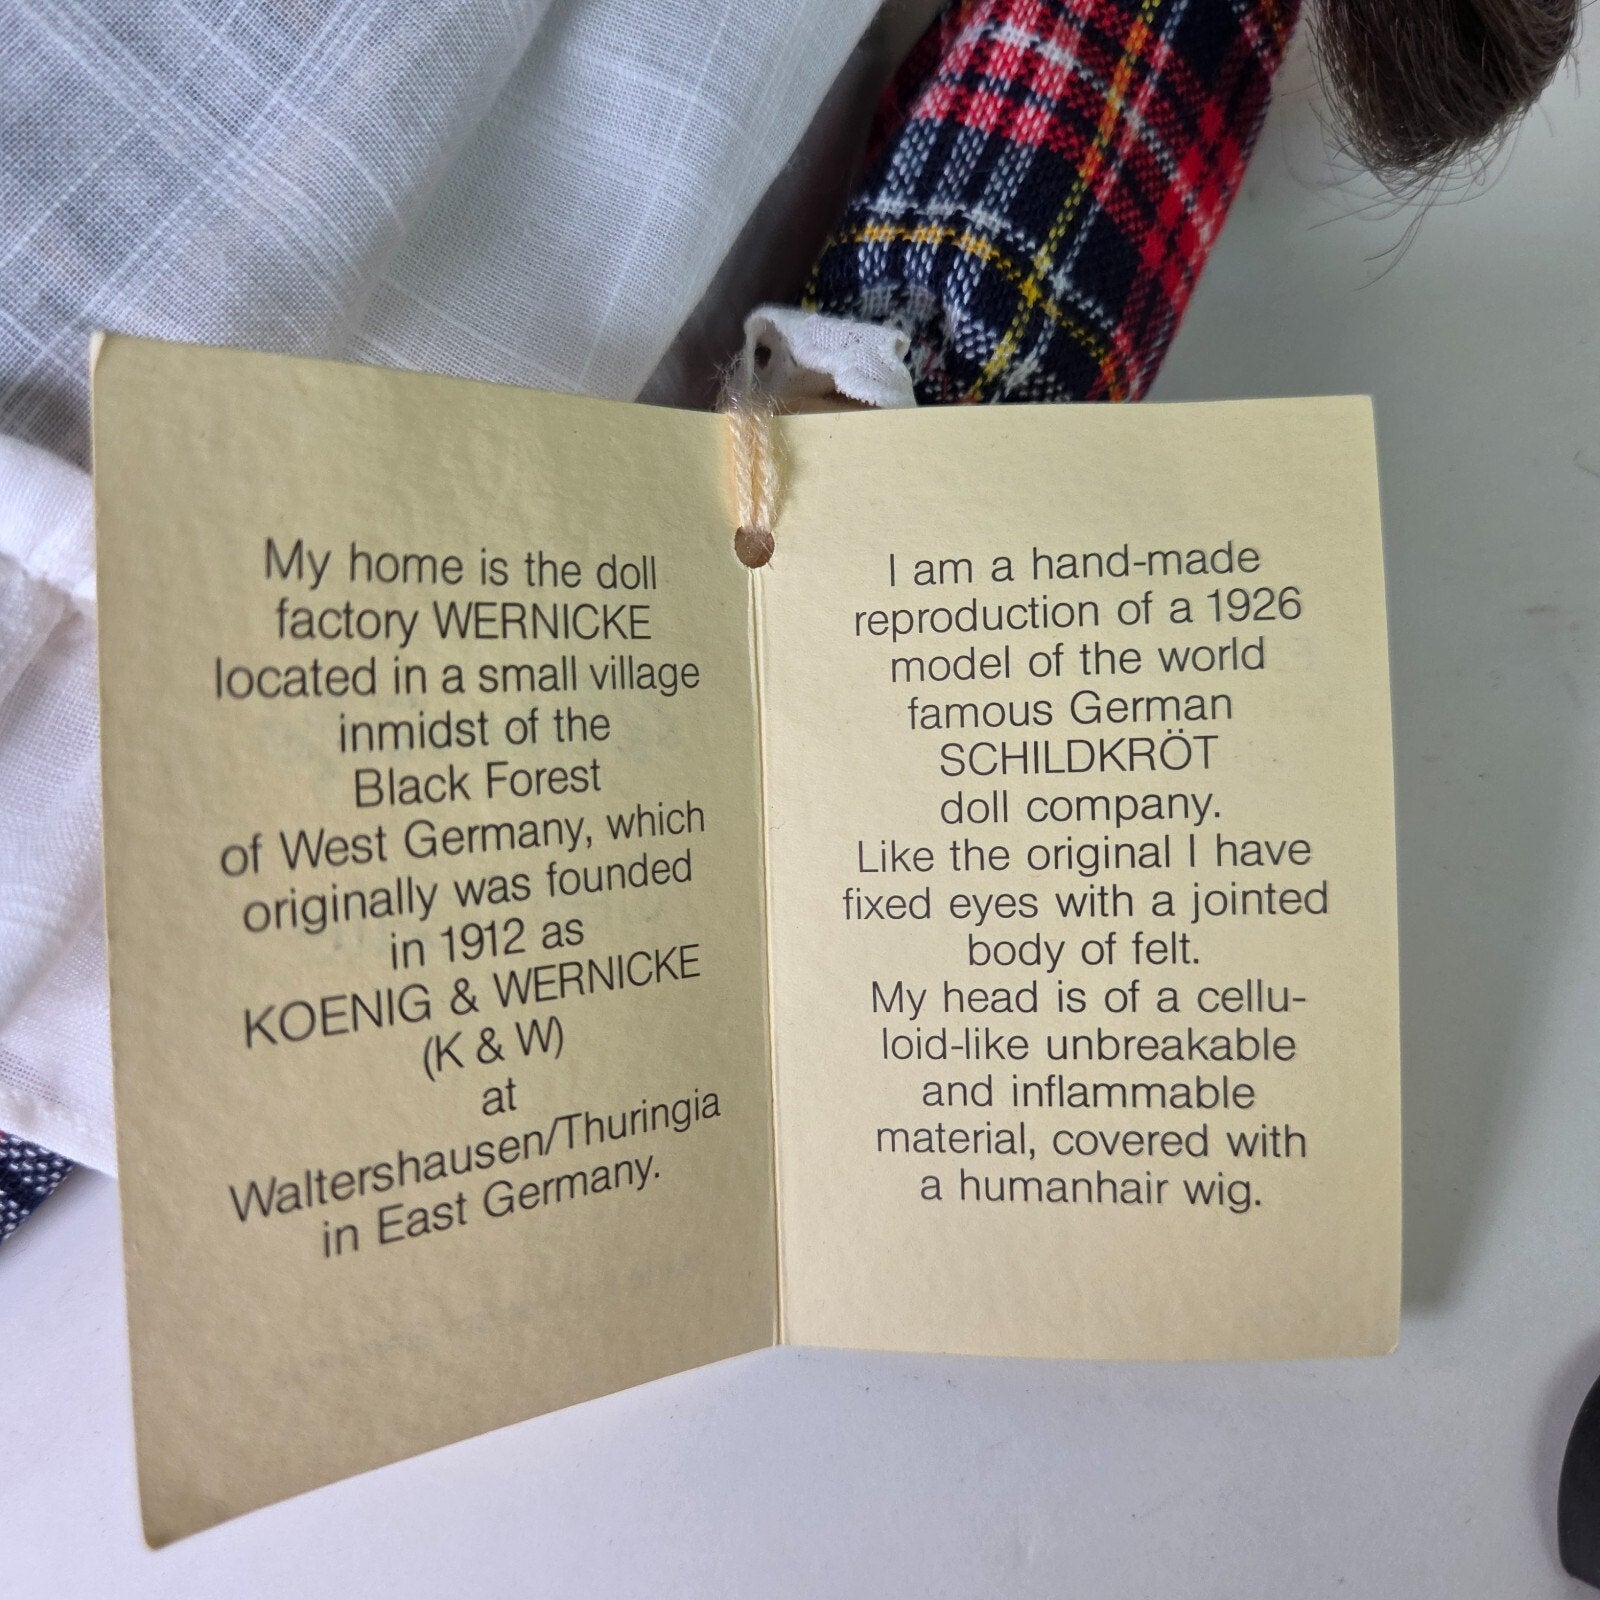 My home is the doll
factory WERNICKE
located in a small village
inmidst of the
Black Forest
of West Germany, which
originally was founded
in 1912 as
KOENIG & WERNICKE
(K & W)
at
Waltershausen/Thuringia
in East Germany.
I am a hand-made
reproduction of a 1926
model of the world
famous German
SCHILDKRÖT
doll company.
Like the original I have
fixed eyes with a jointed
body of felt.
My head is of a cellu-
loid-like unbreakable
and inflammable
material, covered with
a humanhair wig.